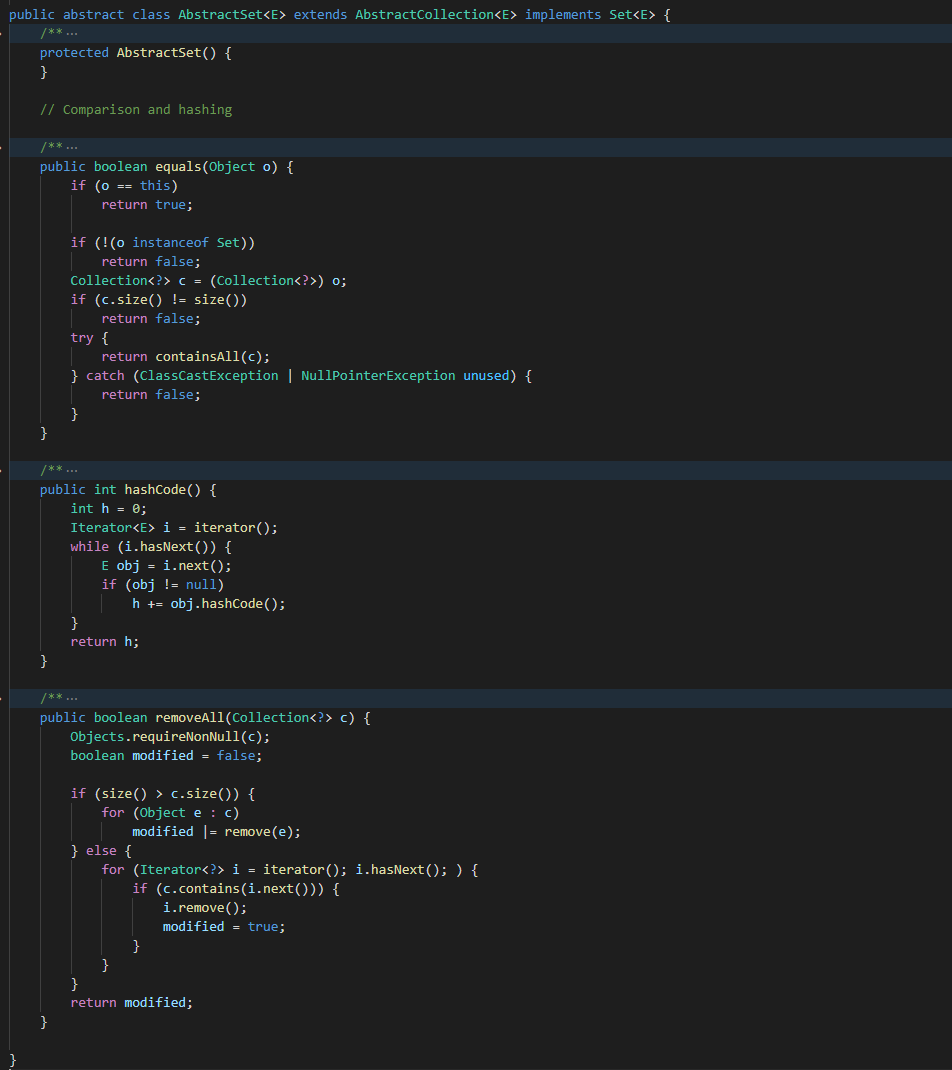 public abstract class AbstractSet<E> extends AbstractCollection<E> implements Set<E> {
    /** ...
    protected AbstractSet() {
    }

    // Comparison and hashing

    /** ...
    public boolean equals(Object o) {
        if (o == this)
            return true;

        if (!(o instanceof Set))
            return false;
        Collection<?> c = (Collection<?>) o;
        if (c.size() != size())
            return false;
        try {
            return containsAll(c);
        } catch (ClassCastException | NullPointerException unused) {
            return false;
        }
    }

    /** ...
    public int hashCode() {
        int h = 0;
        Iterator<E> i = iterator();
        while (i.hasNext()) {
            E obj = i.next();
            if (obj != null)
                h += obj.hashCode();
        }
        return h;
    }

    /** ...
    public boolean removeAll(Collection<?> c) {
        Objects.requireNonNull(c);
        boolean modified = false;

        if (size() > c.size()) {
            for (Object e : c)
                modified |= remove(e);
        } else {
            for (Iterator<?> i = iterator(); i.hasNext(); ) {
                if (c.contains(i.next())) {
                    i.remove();
                    modified = true;
                }
            }
        }
        return modified;
    }

}